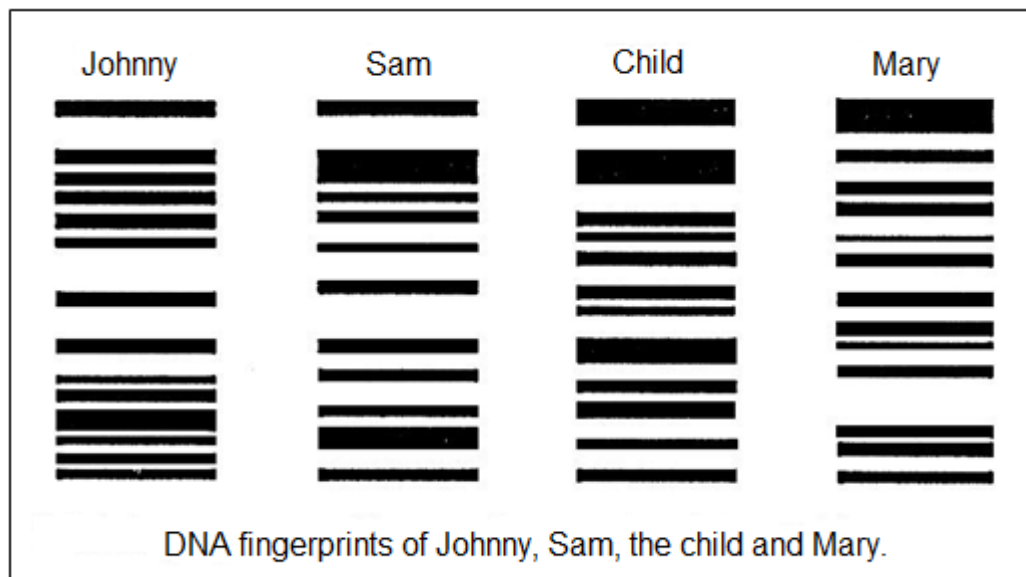 Johnny Sam Child Mary
DNA fingerprints of Johnny, Sam, the child and Mary.